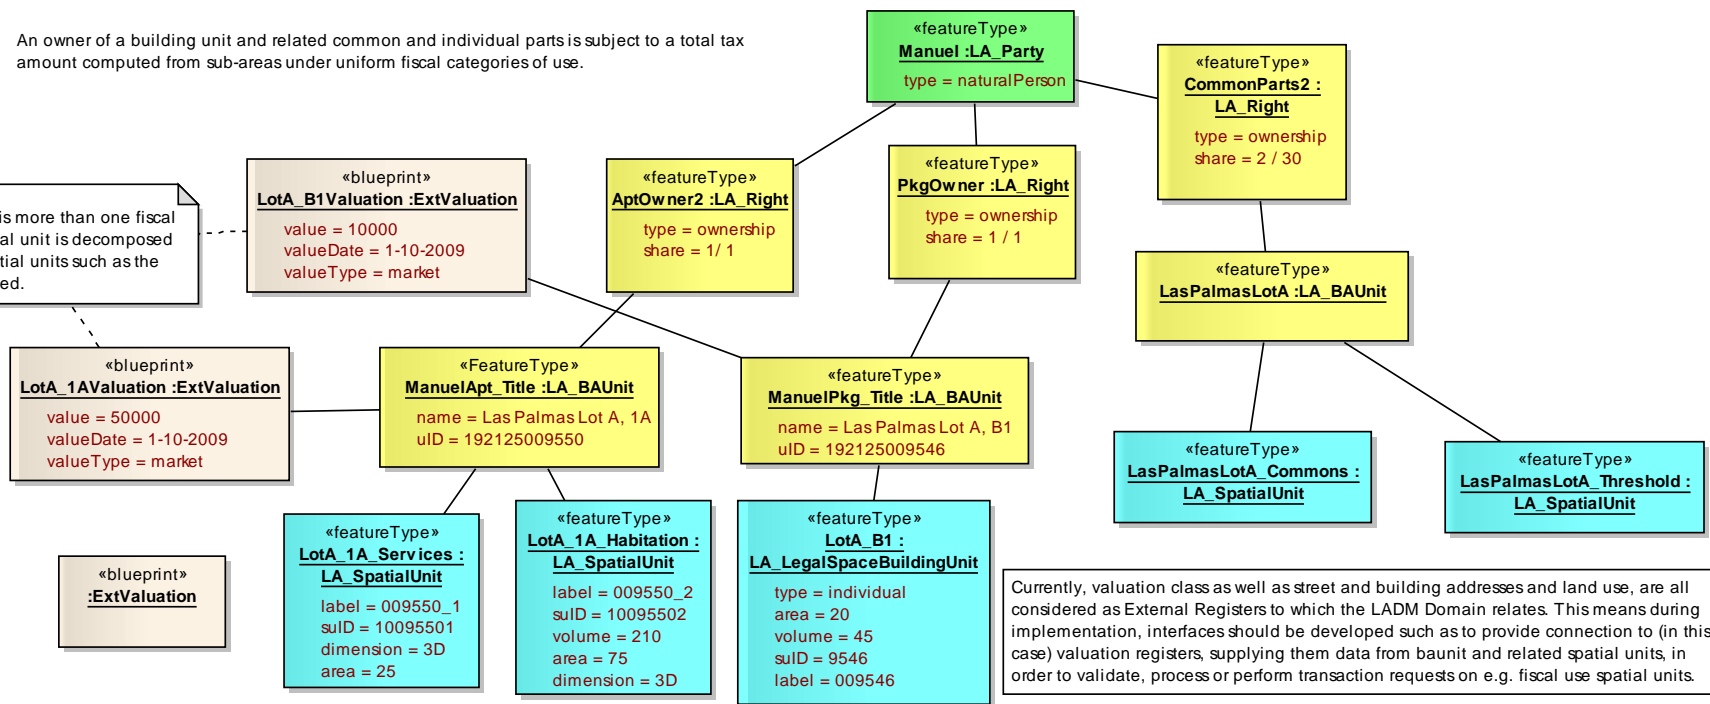 An owner of a building unit and related common and individual parts is subject to a total tax
amount computed from sub-areas under uniform fiscal categories of use.
«featureType»
Manuel :LA_Party
type = naturalPerson
«featureType»
CommonParts2 :
LA_Right
type = ownership
share = 2 / 30
«blueprint»
LotA_B1Valuation :ExtValuation
value = 10000
valueDate = 1-10-2009
valueType = market
«featureType»
AptOwner2 :LA_Right
type = ownership
share = 1/ 1
«featureType»
PkgOwner :LA_Right
type = ownership
share = 1 / 1
is more than one fiscal
al unit is decomposed
tial units such as the
ed.
«featureType»
LasPalmasLotA :LA_BAUnit
«blueprint»
LotA_1AValuation :ExtValuation
value = 50000
valueDate = 1-10-2009
valueType = market
«FeatureType»
ManuelApt_Title :LA_BAUnit
name = Las Palmas Lot A, 1A
uID = 192125009550
«featureType»
ManuelPkg_Title :LA_BAUnit
name = Las Palmas Lot A, B1
uID = 192125009546
«featureType»
LasPalmasLotA_Commons :
LA_SpatialUnit
«featureType»
LasPalmasLotA_Threshold :
LA_SpatialUnit
«blueprint»
:ExtValuation
«featureType»
LotA_1A_Services :
LA_SpatialUnit
label = 009550_1
suID = 10095501
dimension = 3D
area = 25
«featureType»
LotA_1A_Habitation :
LA_SpatialUnit
label = 009550_2
suID = 10095502
volume = 210
area = 75
dimension = 3D
«featureType»
LotA_B1 :
LA_LegalSpaceBuildingUnit
type = individual
area = 20
volume = 45
suID = 9546
label = 009546
Currently, valuation class as well as street and building addresses and land use, are all
considered as External Registers to which the LADM Domain relates. This means during
implementation, interfaces should be developed such as to provide connection to (in this
case) valuation registers, supplying them data from baunit and related spatial units, in
order to validate, process or perform transaction requests on e.g. fiscal use spatial units.